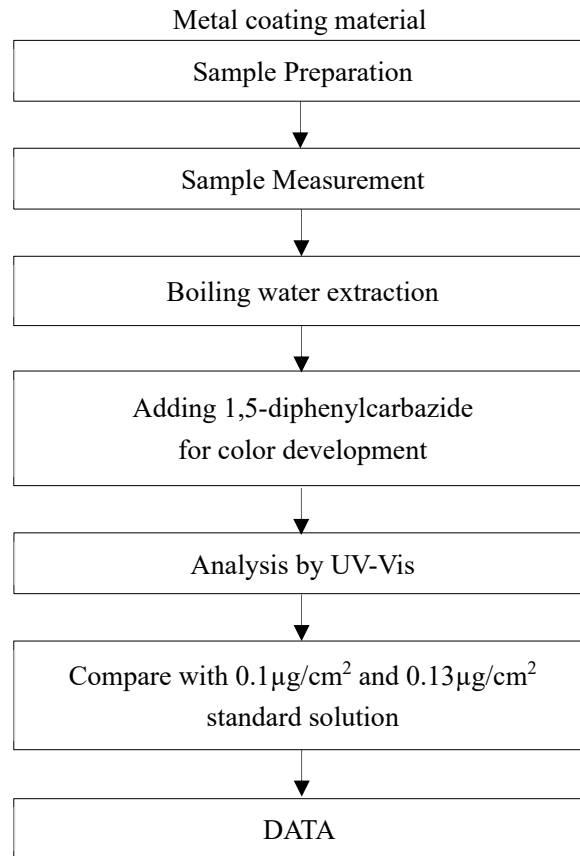 Metal coating material
Sample Preparation
Sample Measurement
Boiling water extraction
Adding 1,5-diphenylcarbazide
for color development
Analysis by UV-Vis
Compare with 0.1μg/cm² and 0.13μg/cm²
standard solution
DATA